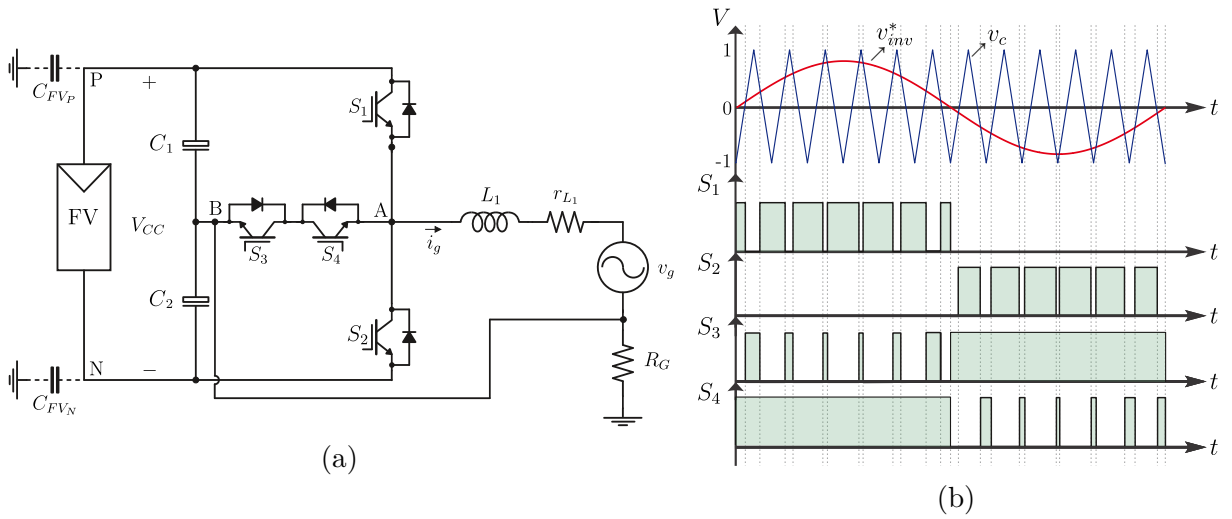 P
+
C_{FV_P}
S_1
C_1
FV
V_{CC}
B
A
S_3
S_4
L_1
r_{L_1}
i_g
v_g
C_2
S_2
R_G
N
−
C_{FV_N}
(a)
V
1
v^*_{inv}
v_c
0
t
-1
S_1
t
S_2
t
S_3
t
S_4
t
(b)